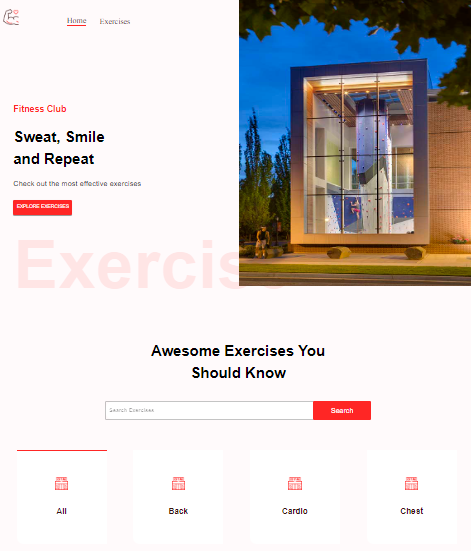 Home
Exercises
Fitness Club
Sweat, Smile
and Repeat
Check out the most effective exercises
EXPLORE EXERCISES
Exercise
Awesome Exercises You
Should Know
Search Exercises
Search
All
Back
Cardio
Chest